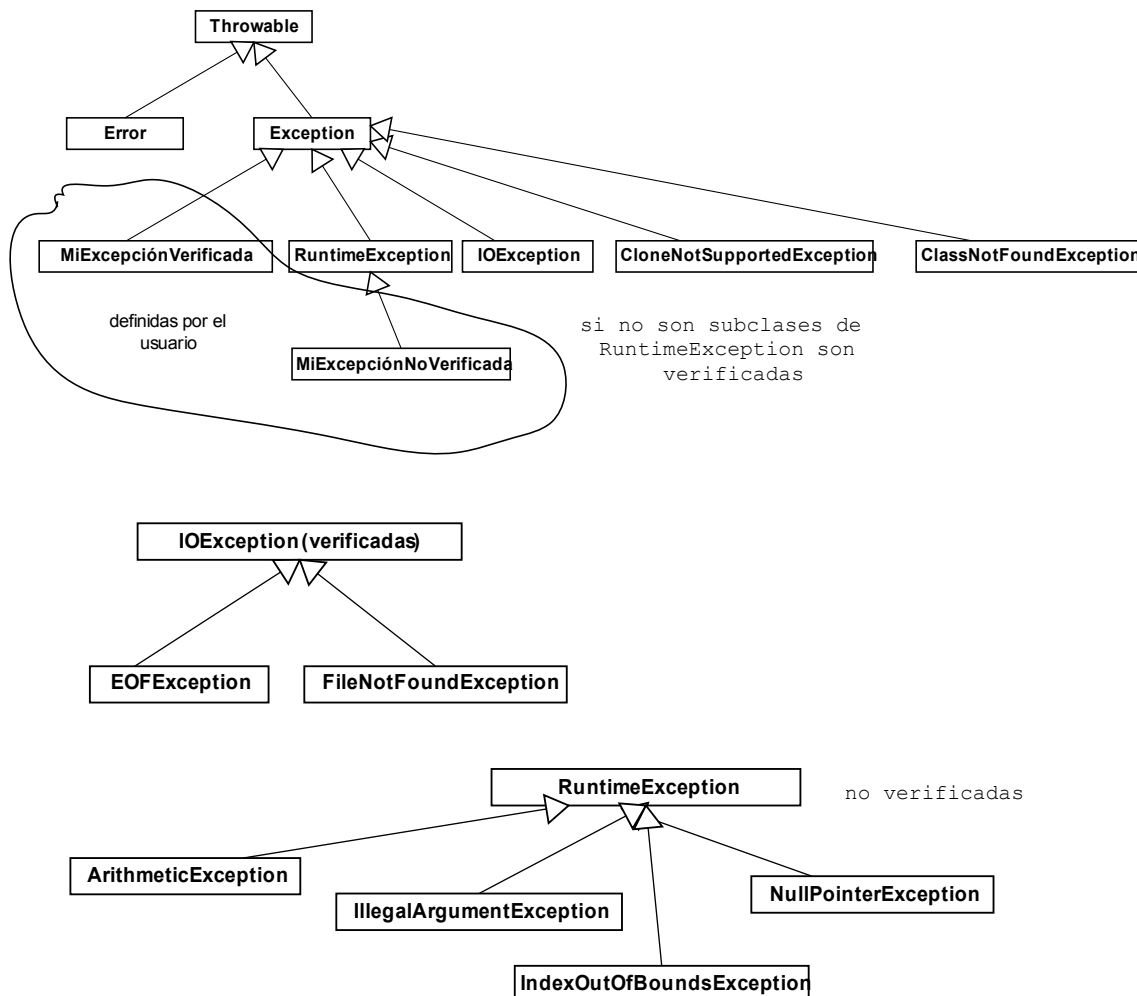 Throwable
Error
Exception
MiExcepciónVerificada
RuntimeException
IOException
CloneNotSupportedException
ClassNotFoundException
definidas por el
usuario
MiExcepciónNoVerificada
si no son subclases de
RuntimeException son
verificadas
IOException (verificadas)
EOFException
FileNotFoundException
RuntimeException
no verificadas
ArithmeticException
IllegalArgumentException
NullPointerException
IndexOutOfBoundsException